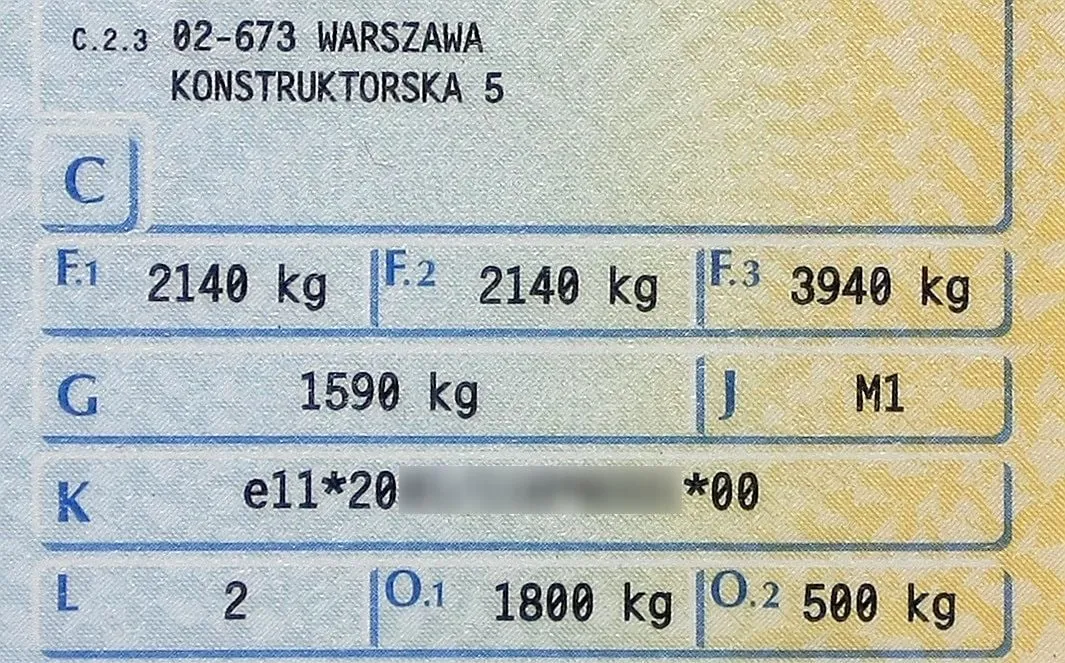 C.2.3 02-673 WARSZAWA
KONSTRUKTORSKA 5
C
F.1 2140 kg F.2 2140 kg F.3 3940 kg
G 1590 kg J M1
K e11*20 *00
L 2 O.1 1800 kg O.2 500 kg